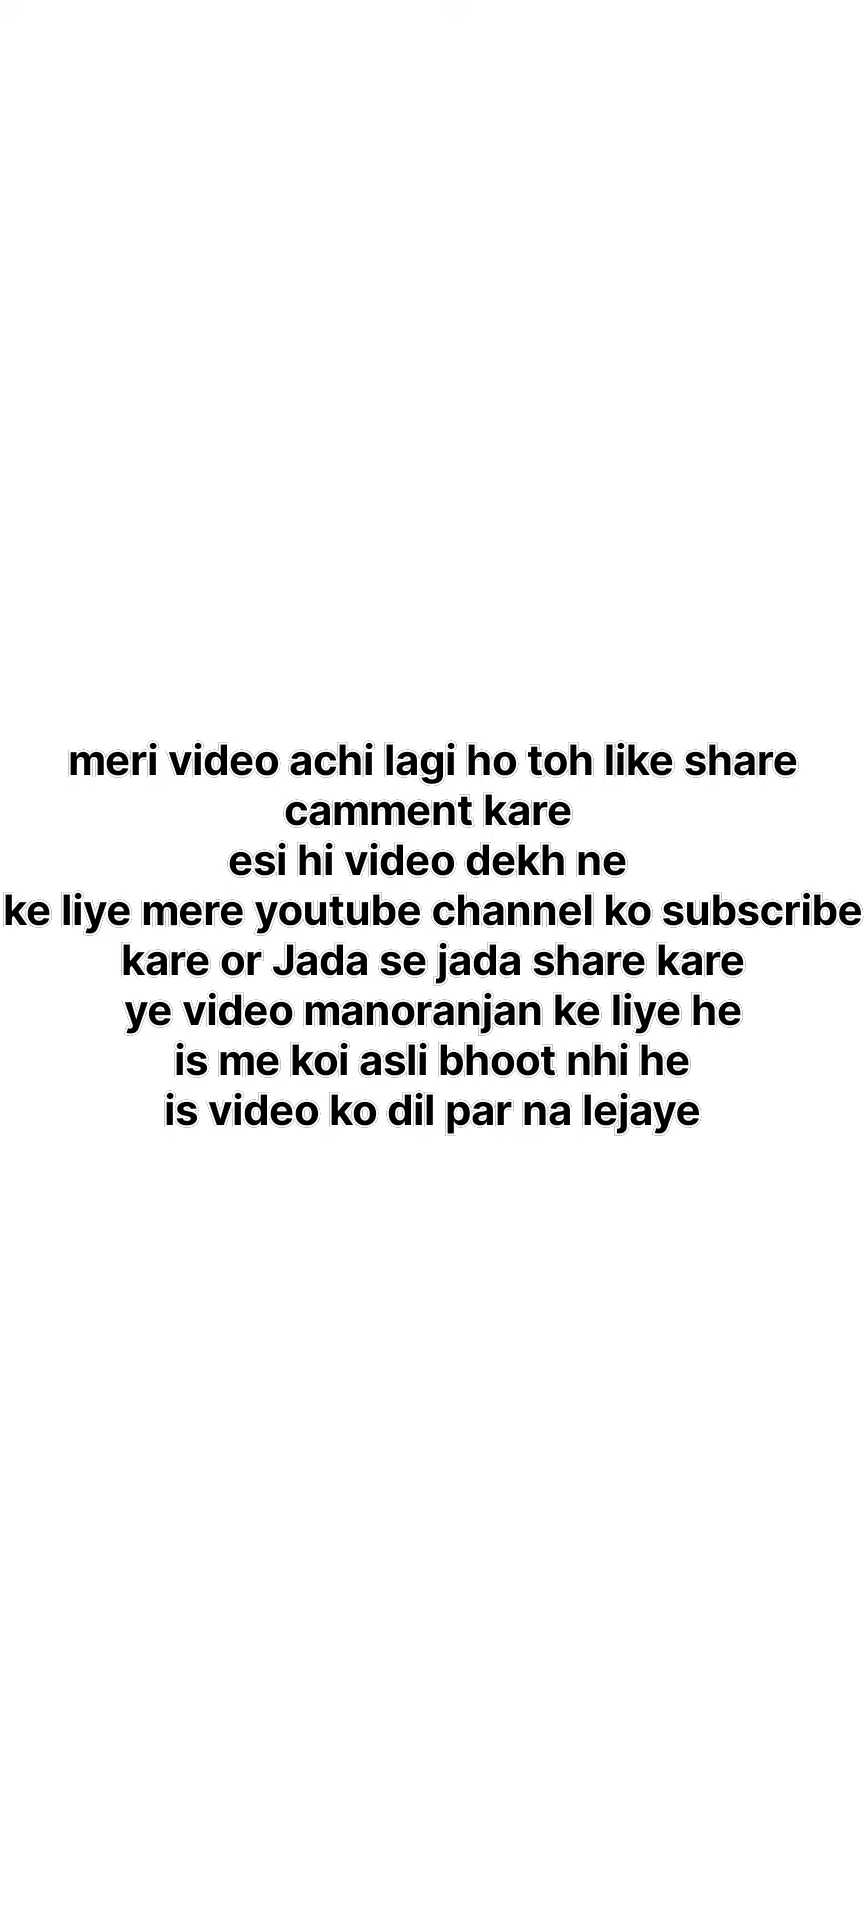 meri video achi lagi ho toh like share
camment kare
esi hi video dekh ne
ke liye mere youtube channel ko subscribe
kare or Jada se jada share kare
ye video manoranjan ke liye he
is me koi asli bhoot nhi he
is video ko dil par na lejaye